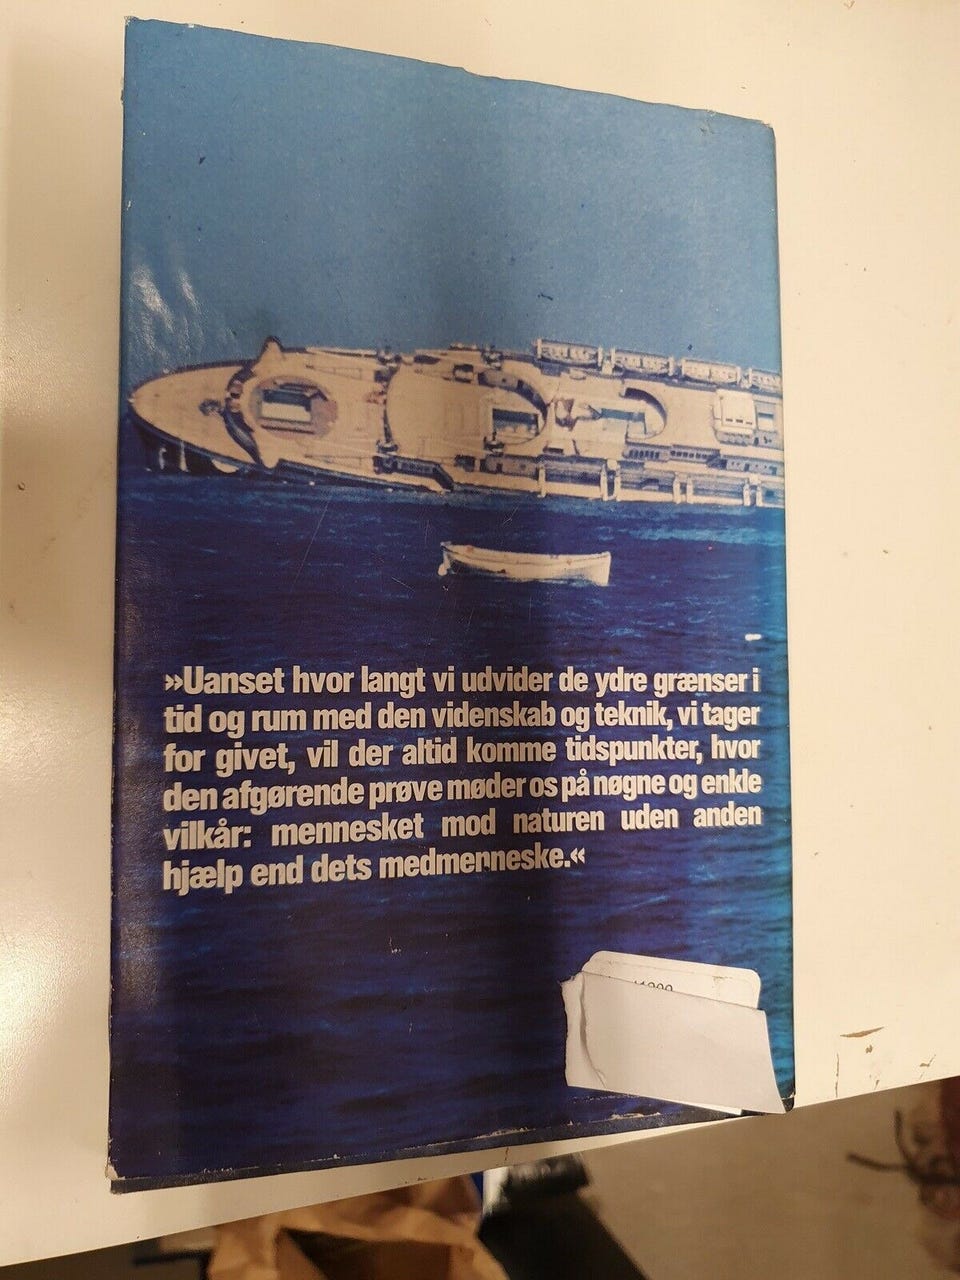 »Uanset hvor langt vi udvider de ydre grænser i
tid og rum med den videnskab og teknik, vi tager
for givet, vil der altid komme tidspunkter, hvor
den afgørende prøve møder os på nøgne og enkle
vilkår: mennesket mod naturen uden anden
hjælp end dets medmenneske.«